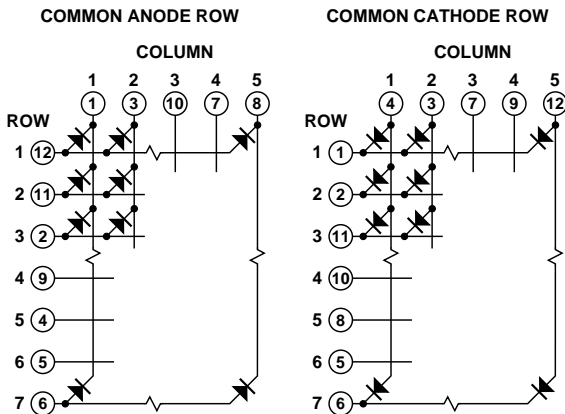 COMMON ANODE ROW
COLUMN
1 2 3 4 5
1 3 10 7 8
ROW
1 12
2 11
3 2
4 9
5 4
6 5
7 6
COMMON CATHODE ROW
COLUMN
1 2 3 4 5
4 3 7 9 12
ROW
1 1
2 2
3 11
4 10
5 8
6 5
7 6